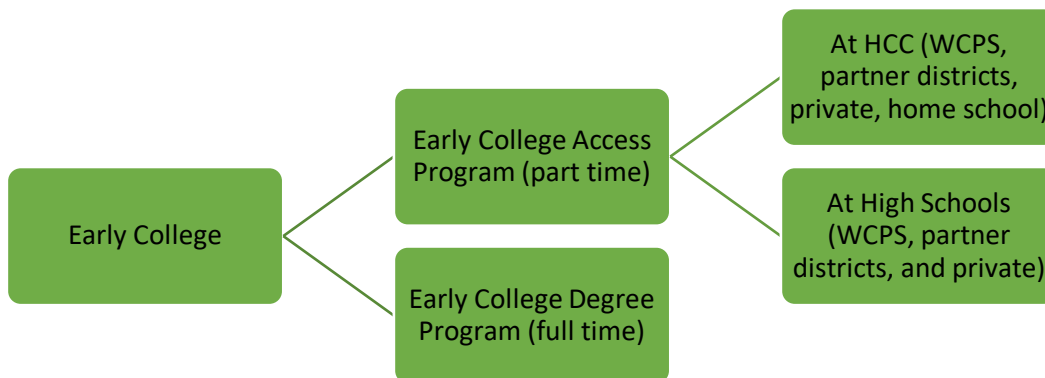 Early College
Early College Access
Program (part time)
Early College Degree
Program (full time)
At HCC (WCPS,
partner districts,
private, home school)
At High Schools
(WCPS, partner
districts, and private)